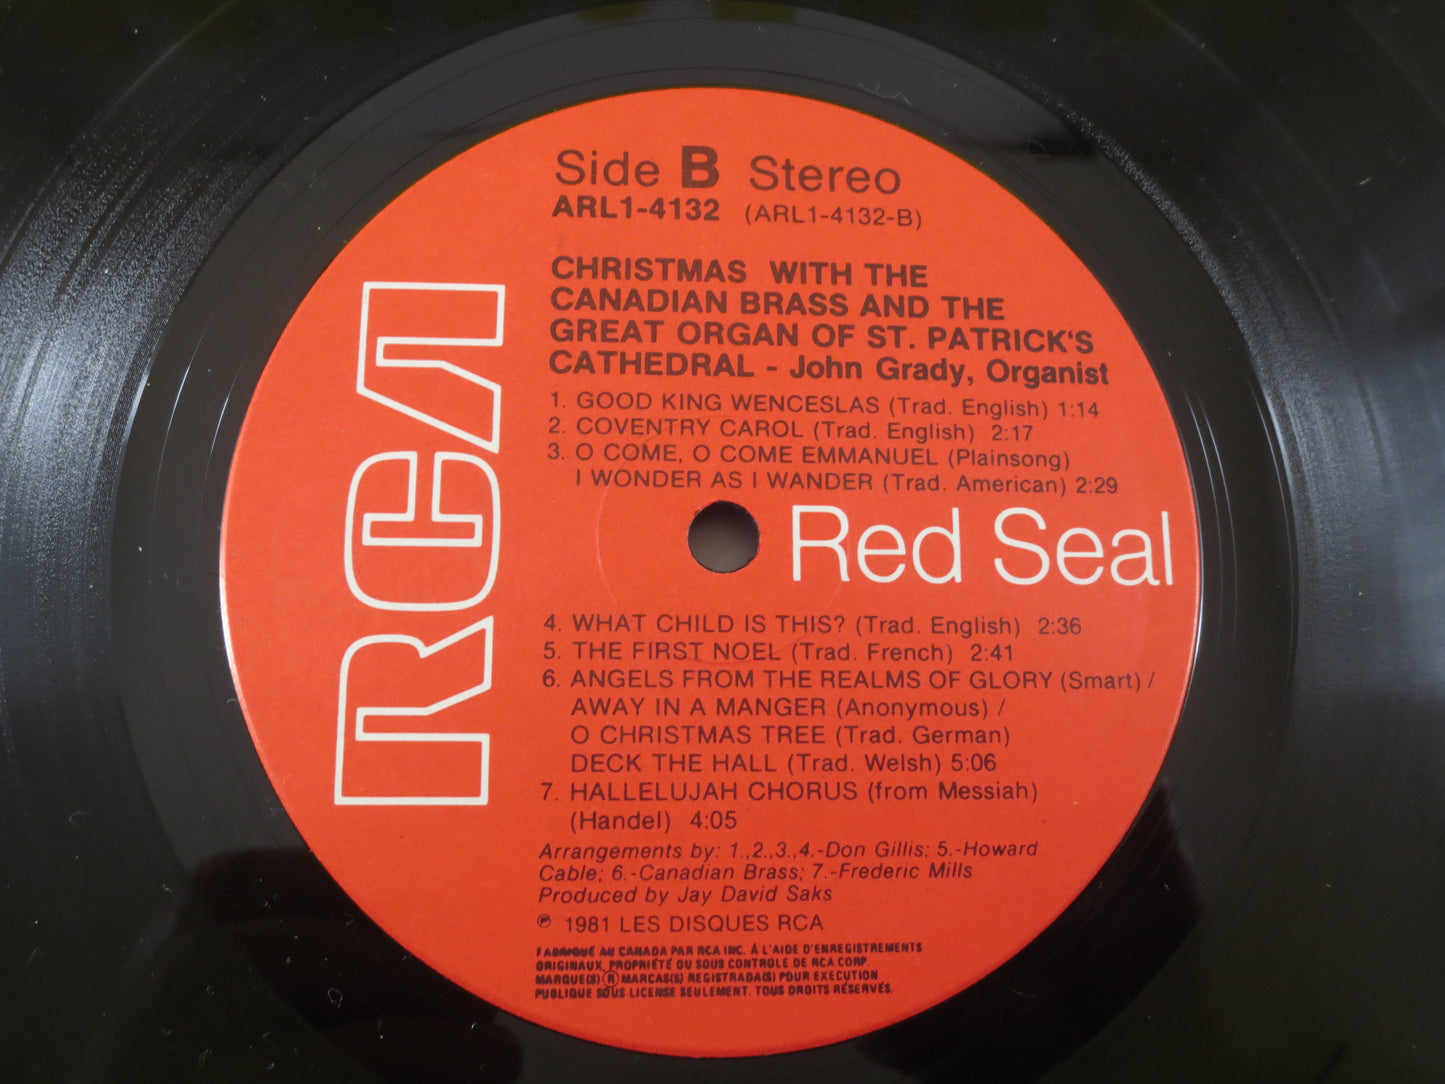 Side B Stereo
ARL1-4132 (ARL1-4132-B)
CHRISTMAS WITH THE
CANADIAN BRASS AND THE
GREAT ORGAN OF ST. PATRICK'S
CATHEDRAL - John Grady, Organist
1. GOOD KING WENCESLAS (Trad. English) 1:14
2. COVENTRY CAROL (Trad. English) 2:17
3. O COME, O COME EMMANUEL (Plainsong)
I WONDER AS I WANDER (Trad. American) 2:29
RCA
Red Seal
4. WHAT CHILD IS THIS? (Trad. English) 2:36
5. THE FIRST NOEL (Trad. French) 2:41
6. ANGELS FROM THE REALMS OF GLORY (Smart) /
AWAY IN A MANGER (Anonymous) /
O CHRISTMAS TREE (Trad. German)
DECK THE HALL (Trad. Welsh) 5:06
7. HALLELUJAH CHORUS (from Messiah)
(Handel) 4:05
Arrangements by: 1.,2.,3.,4.-Don Gillis; 5.-Howard
Cable; 6.-Canadian Brass; 7.-Frederic Mills
Produced by Jay David Saks
℗ 1981 LES DISQUES RCA
FABRIQUÉ AU CANADA PAR RCA INC. À L'AIDE D'ENREGISTREMENTS
ORIGINAUX, PROPRIÉTÉ OU SOUS CONTROLE DE RCA CORP.
MARQUE(S) ® MARCAS(S) REGISTRADA(S) POUR EXECUTION
PUBLIQUE SOUS LICENSE SEULEMENT. TOUS DROITS RÉSERVÉS.